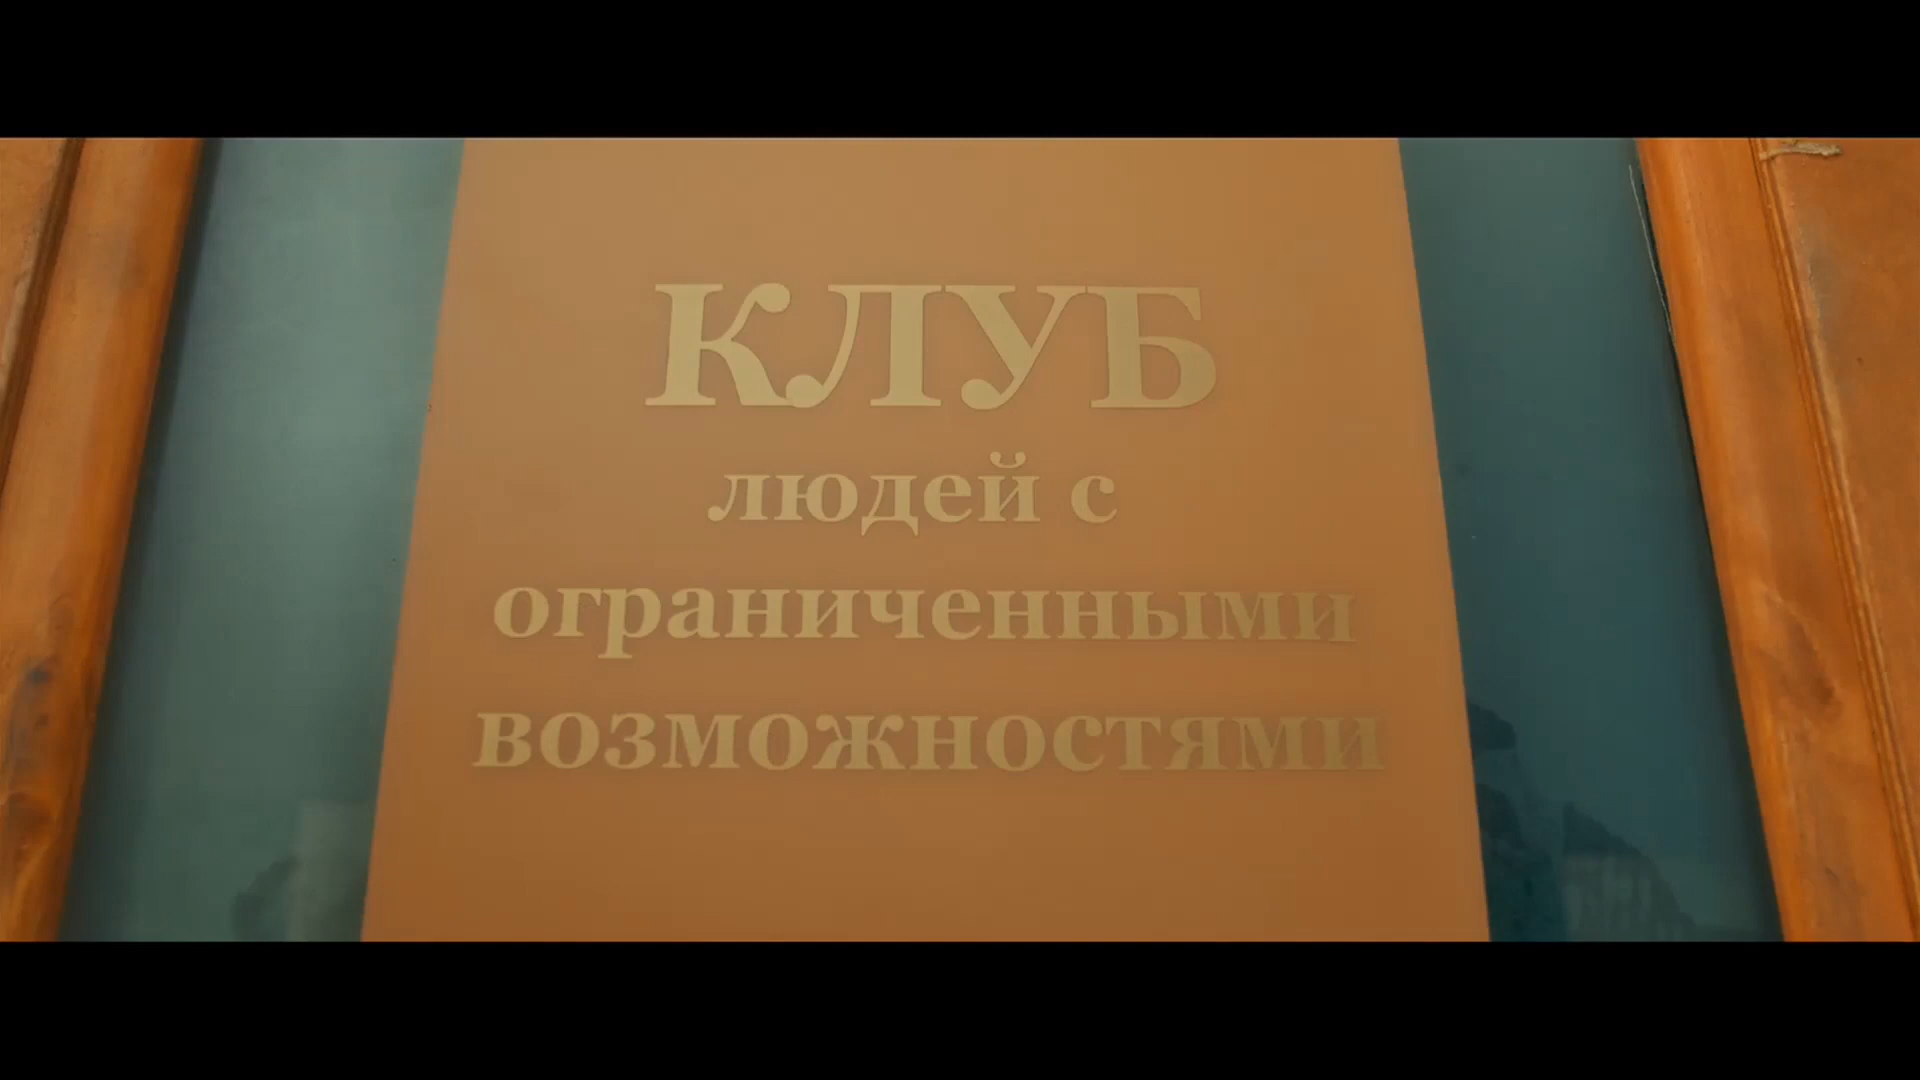 КЛУБ
людей с
ограниченными
возможностями